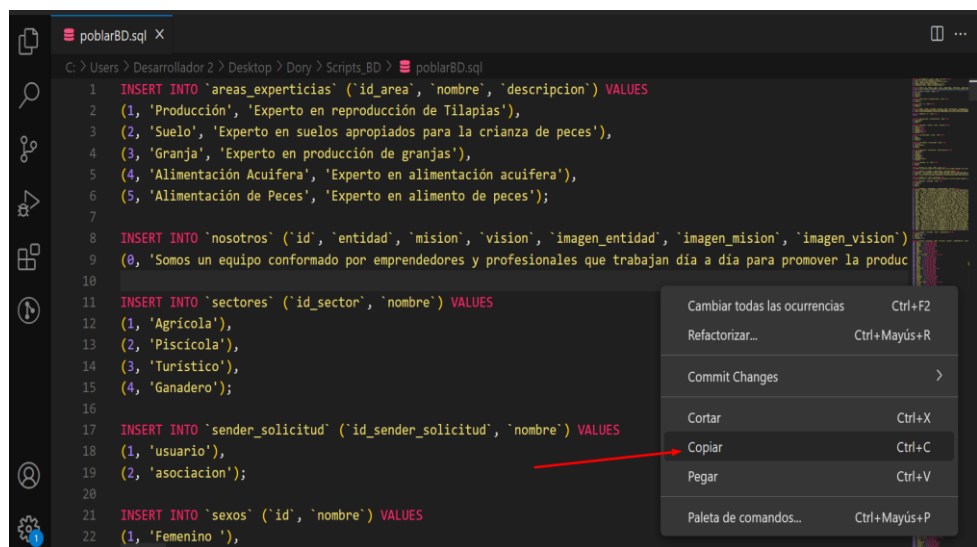 poblarBD.sql
C: > Users > Desarrollador 2 > Desktop > Dory > Scripts_BD > poblarBD.sql
1 INSERT INTO `areas_experticias` (`id_area`, `nombre`, `descripcion`) VALUES
2 (1, 'Producción', 'Experto en reproducción de Tilapias'),
3 (2, 'Suelo', 'Experto en suelos apropiados para la crianza de peces'),
4 (3, 'Granja', 'Experto en producción de granjas'),
5 (4, 'Alimentación Acuifera', 'Experto en alimentación acuifera'),
6 (5, 'Alimentación de Peces', 'Experto en alimento de peces');
7
8 INSERT INTO `nosotros` (`id`, `entidad`, `mision`, `vision`, `imagen_entidad`, `imagen_mision`, `imagen_vision`)
9 (0, 'Somos un equipo conformado por emprendedores y profesionales que trabajan día a día para promover la produc
10
11 INSERT INTO `sectores` (`id_sector`, `nombre`) VALUES
12 (1, 'Agrícola'),
13 (2, 'Piscícola'),
14 (3, 'Turístico'),
15 (4, 'Ganadero');
16
17 INSERT INTO `sender_solicitud` (`id_sender_solicitud`, `nombre`) VALUES
18 (1, 'usuario'),
19 (2, 'asociacion');
20
21 INSERT INTO `sexos` (`id`, `nombre`) VALUES
22 (1, 'Femenino '),
Cambiar todas las ocurrencias Ctrl+F2
Refactorizar... Ctrl+Mayús+R
Commit Changes
Cortar Ctrl+X
Copiar Ctrl+C
Pegar Ctrl+V
Paleta de comandos... Ctrl+Mayús+P
1